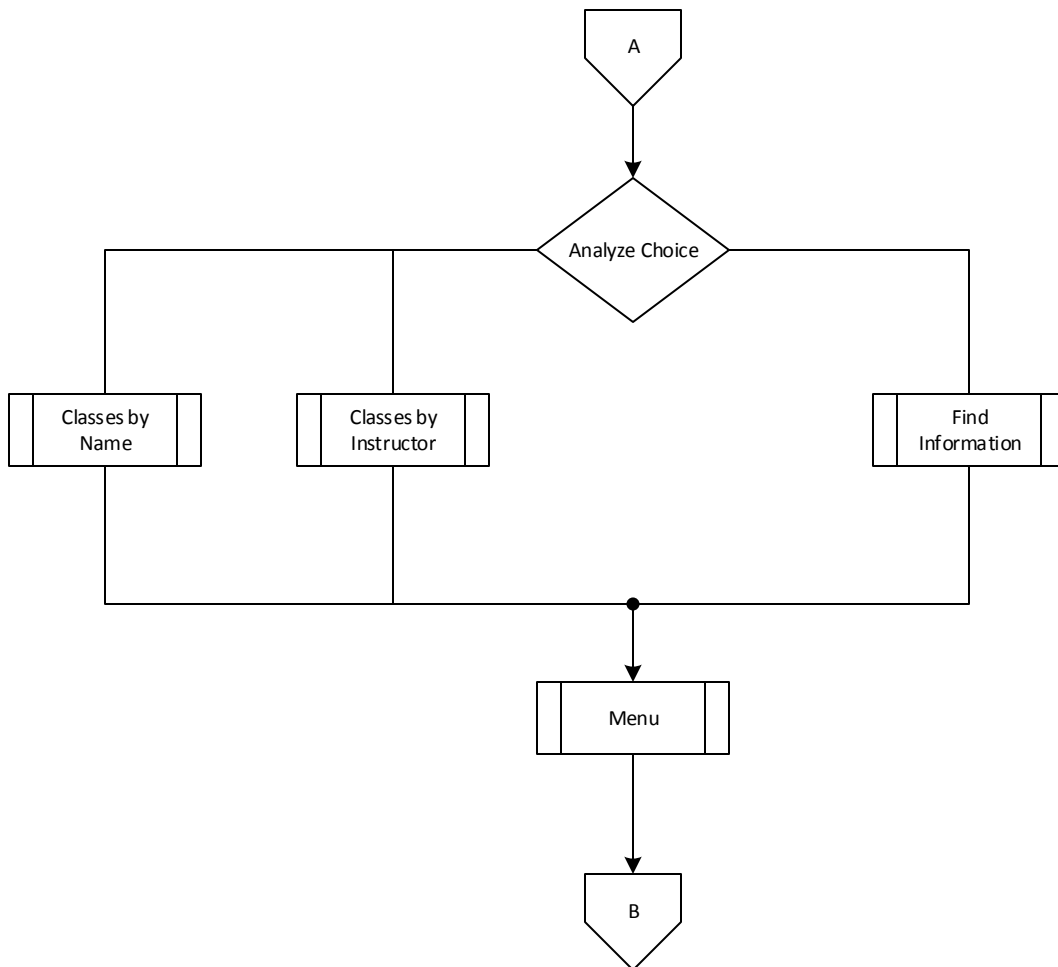 A
Analyze Choice
Classes by
Name
Classes by
Instructor
Find
Information
Menu
B